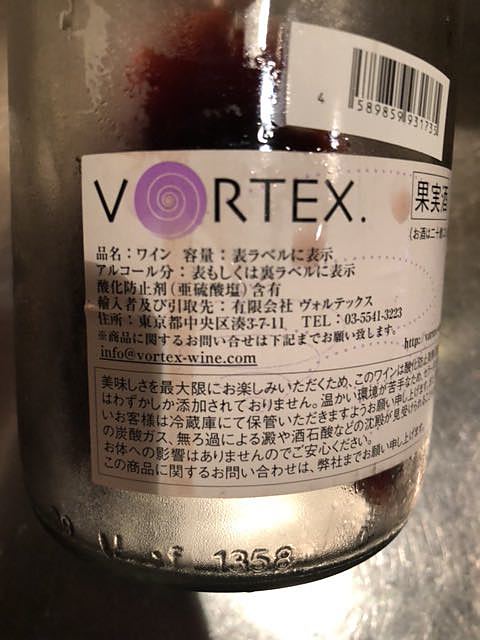 4 589859 931735
VORTEX.
果実酒
(お酒は二十歳
品名：ワイン 容量：表ラベルに表示
アルコール分：表もしくは裏ラベルに表示
酸化防止剤(亜硫酸塩)含有
輸入者及び引取先：有限会社 ヴォルテックス
住所：東京都中央区湊3-7-11 TEL：03-5541-3223
※商品に関するお問い合せは下記までお願い致します。
info@vortex-wine.com
http://vorte
美味しさを最大限にお楽しみいただくため、このワインは酸化防止
はわずかしか添加されておりません。温かい環境が苦手なため、
いお客様は冷蔵庫にて保管いただきますようお願い申し上げます。
の炭酸ガス、無ろ過による澱や酒石酸などの沈殿が見受けられる
お体への影響はありませんのでご安心ください。
この商品に関するお問い合わせは、弊社までお願い申し上げます。
1358